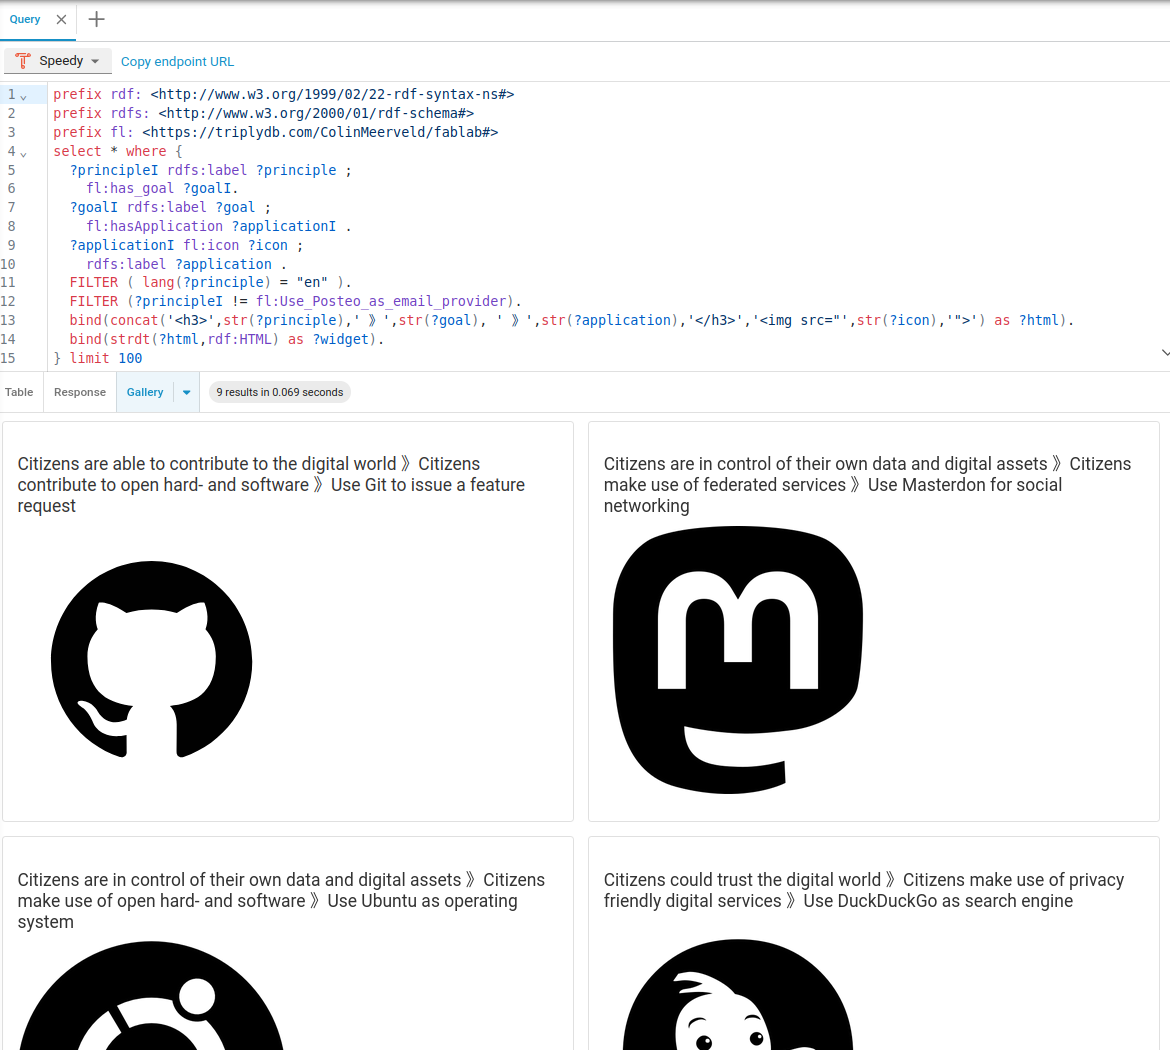 Query
Speedy Copy endpoint URL
1 prefix rdf: <http://www.w3.org/1999/02/22-rdf-syntax-ns#>
2 prefix rdfs: <http://www.w3.org/2000/01/rdf-schema#>
3 prefix fl: <https://triplydb.com/ColinMeerveld/fablab#>
4 select * where {
5 ?principleI rdfs:label ?principle ;
6 fl:has_goal ?goalI.
7 ?goalI rdfs:label ?goal ;
8 fl:hasApplication ?applicationI .
9 ?applicationI fl:icon ?icon ;
10 rdfs:label ?application .
11 FILTER ( lang(?principle) = "en" ).
12 FILTER (?principleI != fl:Use_Posteo_as_email_provider).
13 bind(concat('<h3>',str(?principle),' 》',str(?goal), ' 》',str(?application),'</h3>','<img src="',str(?icon),'">') as ?html).
14 bind(strdt(?html,rdf:HTML) as ?widget).
15 } limit 100
Table Response Gallery 9 results in 0.069 seconds
Citizens are able to contribute to the digital world 》Citizens
contribute to open hard- and software 》Use Git to issue a feature
request
Citizens are in control of their own data and digital assets 》Citizens
make use of federated services 》Use Masterdon for social
networking
Citizens are in control of their own data and digital assets 》Citizens
make use of open hard- and software 》Use Ubuntu as operating
system
Citizens could trust the digital world 》Citizens make use of privacy
friendly digital services 》Use DuckDuckGo as search engine